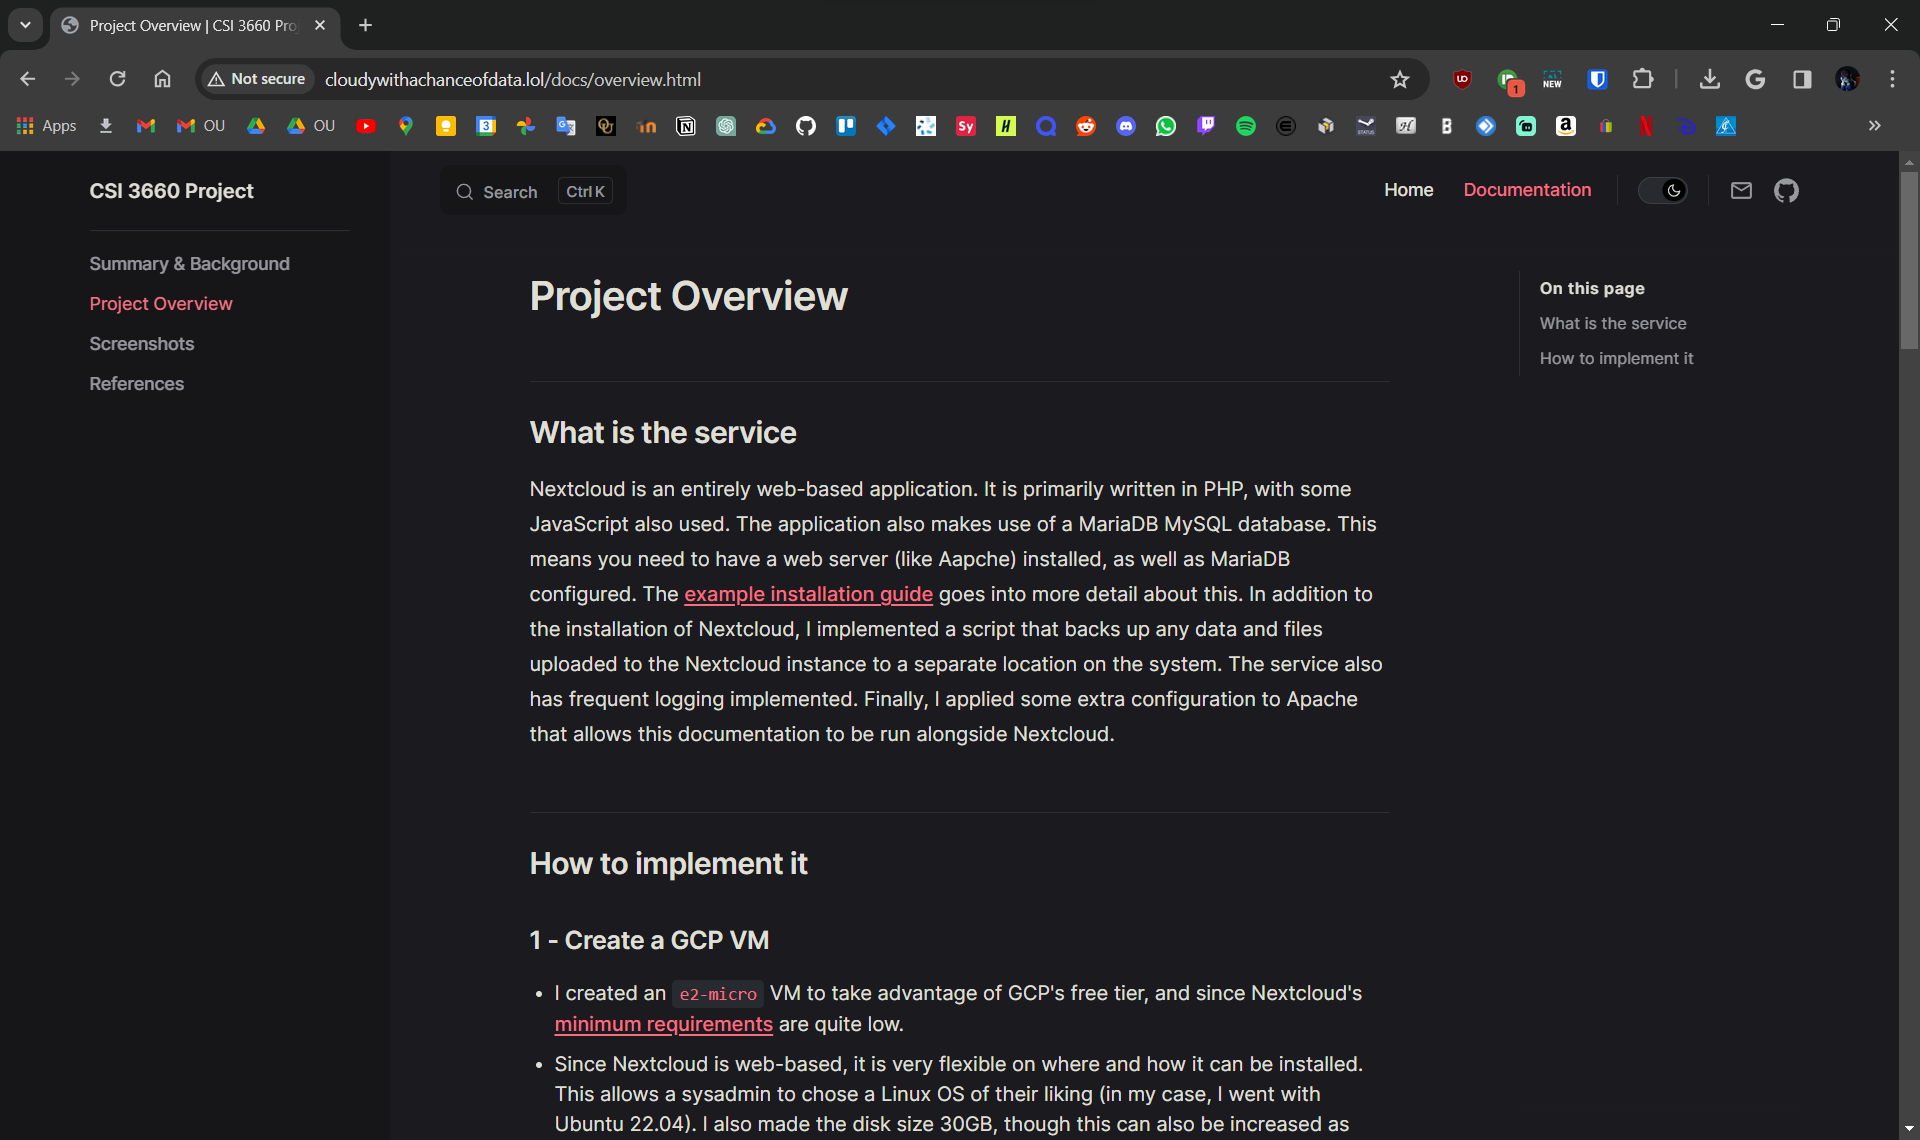 Project Overview | CSI 3660 Pro
Not secure
cloudywithachanceofdata.lol/docs/overview.html
UD
1
NEW
Apps
OU
OU
3
in
N
Sy
H
STATUS
H
B
a
N
CSI 3660 Project
Search
Ctrl K
Home
Documentation
Summary & Background
Project Overview
Screenshots
References
Project Overview
On this page
What is the service
How to implement it
What is the service
Nextcloud is an entirely web-based application. It is primarily written in PHP, with some
JavaScript also used. The application also makes use of a MariaDB MySQL database. This
means you need to have a web server (like Aapche) installed, as well as MariaDB
configured. The example installation guide goes into more detail about this. In addition to
the installation of Nextcloud, I implemented a script that backs up any data and files
uploaded to the Nextcloud instance to a separate location on the system. The service also
has frequent logging implemented. Finally, I applied some extra configuration to Apache
that allows this documentation to be run alongside Nextcloud.
How to implement it
1 - Create a GCP VM
• I created an e2-micro VM to take advantage of GCP's free tier, and since Nextcloud's
minimum requirements are quite low.
• Since Nextcloud is web-based, it is very flexible on where and how it can be installed.
This allows a sysadmin to chose a Linux OS of their liking (in my case, I went with
Ubuntu 22.04). I also made the disk size 30GB, though this can also be increased as